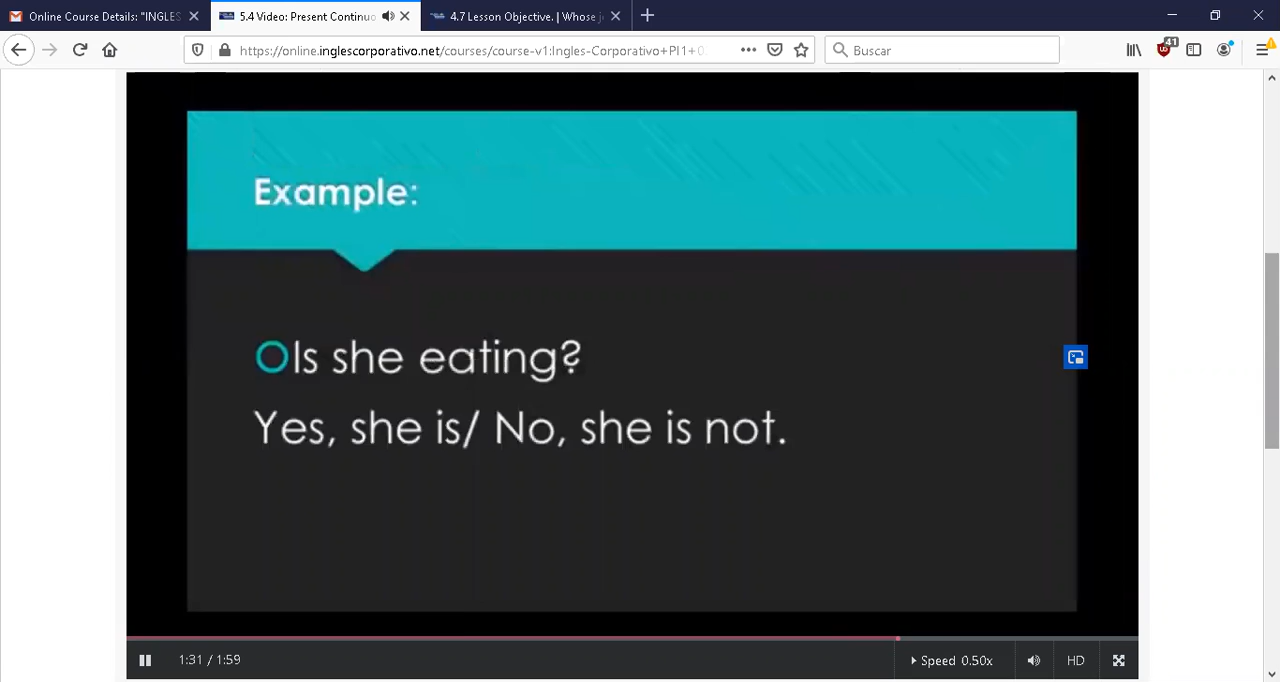 Online Course Details: "INGLES
5.4 Video: Present Continuo
4.7 Lesson Objective. | Whose j
https://online.inglescorporativo.net/courses/course-v1:Ingles-Corporativo+PI1+0.
Buscar
41
Example:
Is she eating?
Yes, she is/ No, she is not.
1:31 / 1:59
Speed 0.50x
HD